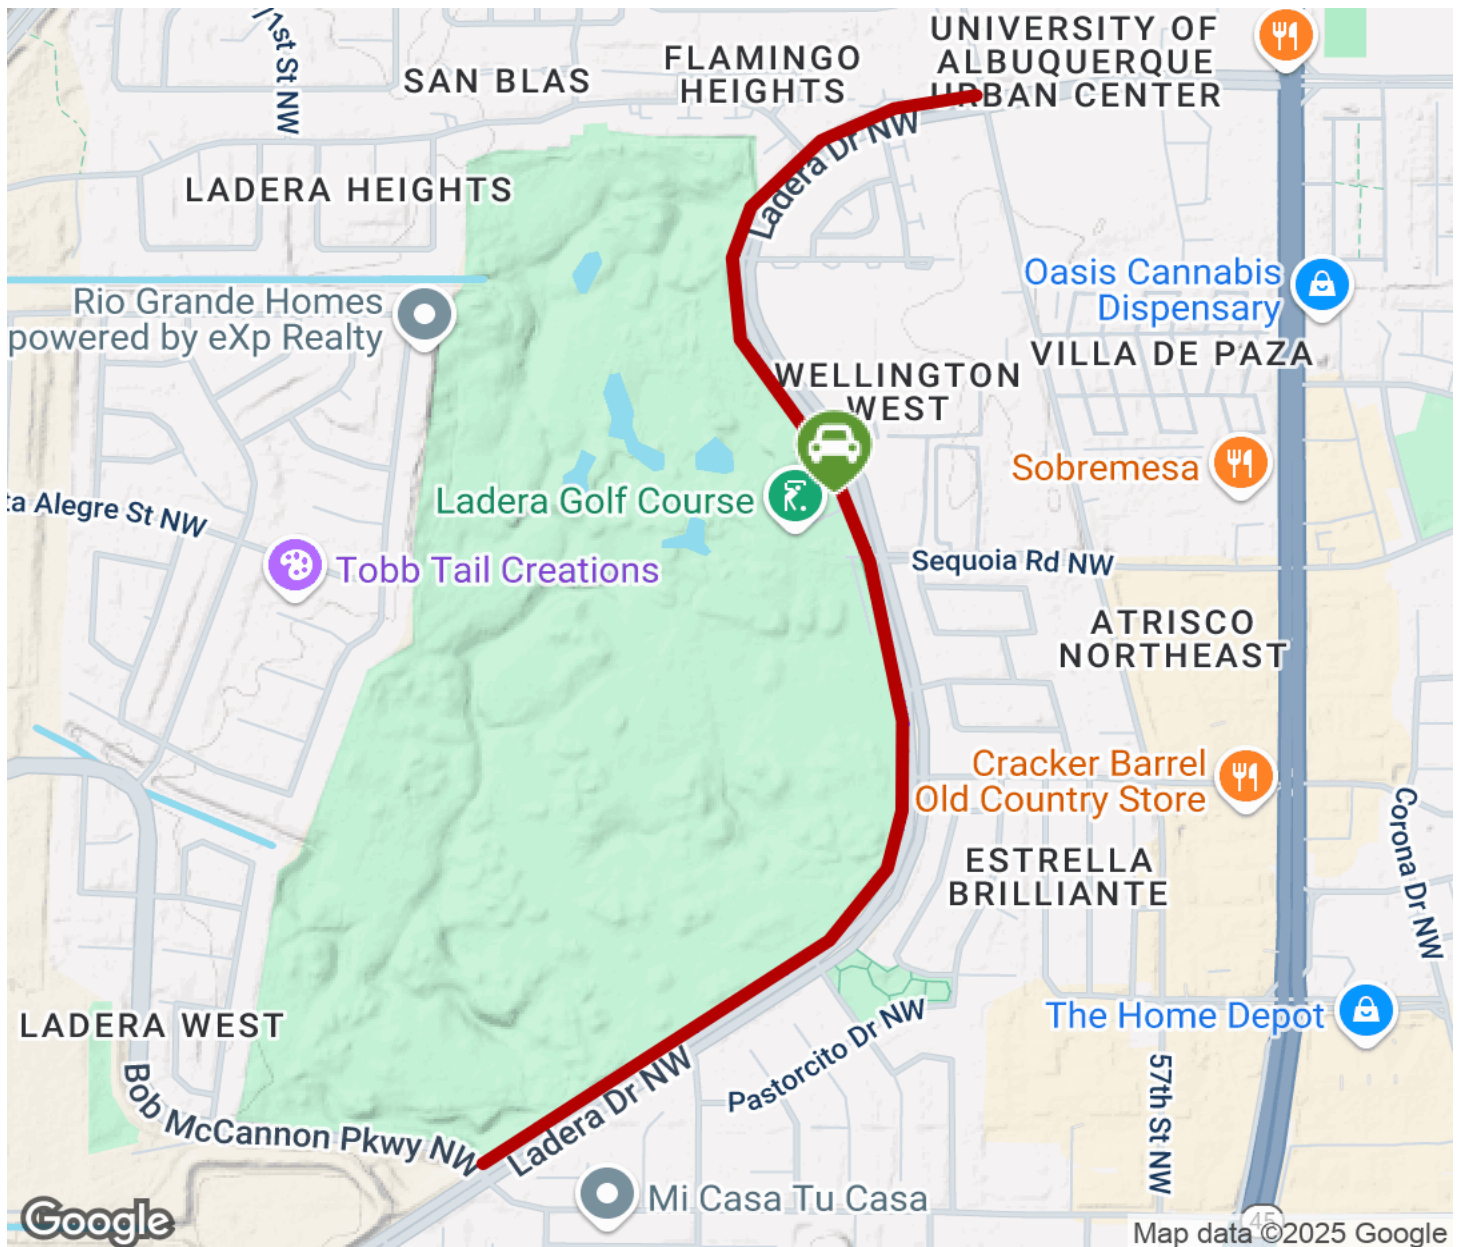 71st St NW
SAN BLAS
FLAMINGO
HEIGHTS
UNIVERSITY OF
ALBUQUERQUE
URBAN CENTER
Ladera Dr NW
LADERA HEIGHTS
Rio Grande Homes
powered by eXp Realty
Oasis Cannabis
Dispensary
VILLA DE PAZA
WELLINGTON
WEST
Sobremesa
Ladera Golf Course
ta Alegre St NW
Tobb Tail Creations
Sequoia Rd NW
ATRISCO
NORTHEAST
Cracker Barrel
Old Country Store
Corona Dr NW
ESTRELLA
BRILLIANTE
LADERA WEST
The Home Depot
Pastorcito Dr NW
57th St NW
Bob McCannon Pkwy NW
Ladera Dr NW
Mi Casa Tu Casa
45
Google
Map data ©2025 Google